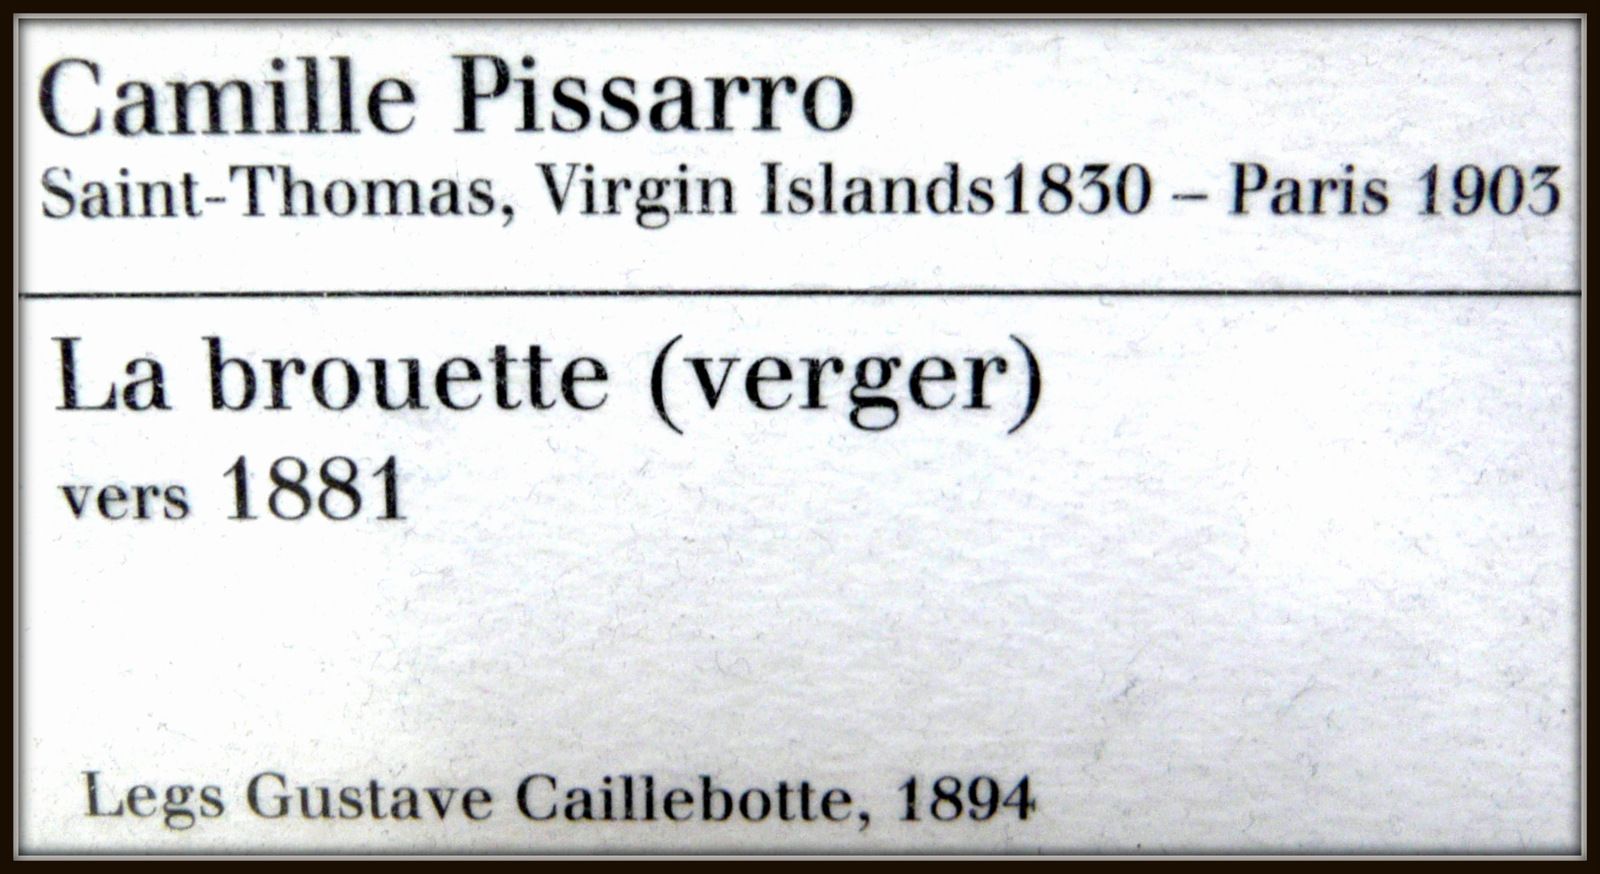 Camille Pissarro
Saint-Thomas, Virgin Islands1830 – Paris 1903
La brouette (verger)
vers 1881
Legs Gustave Caillebotte, 1894